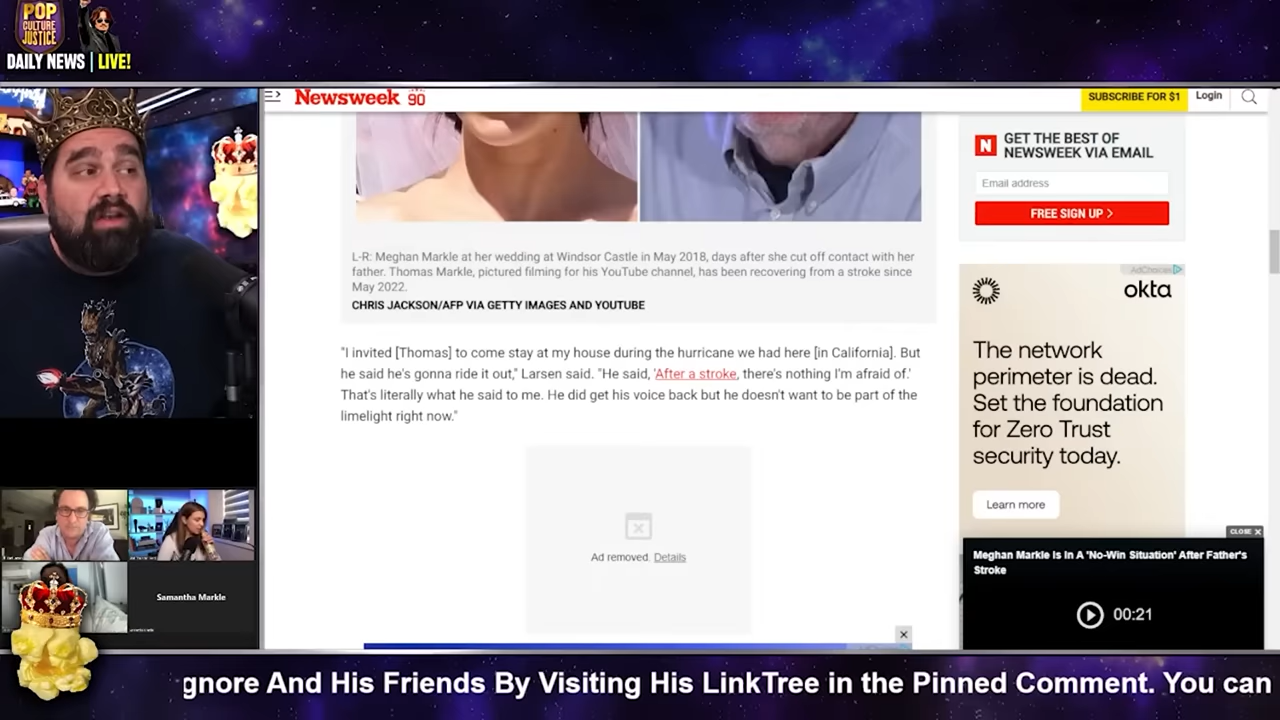 POP
CULTURE
JUSTICE
DAILY NEWS | LIVE!
Newsweek 90
SUBSCRIBE FOR $1
Login
L-R: Meghan Markle at her wedding at Windsor Castle in May 2018, days after she cut off contact with her
father. Thomas Markle, pictured filming for his YouTube channel, has been recovering from a stroke since
May 2022.
CHRIS JACKSON/AFP VIA GETTY IMAGES AND YOUTUBE
"I invited [Thomas] to come stay at my house during the hurricane we had here [in California]. But
he said he's gonna ride it out," Larsen said. "He said, 'After a stroke, there's nothing I'm afraid of.'
That's literally what he said to me. He did get his voice back but he doesn't want to be part of the
limelight right now."
Ad removed. Details
N
GET THE BEST OF
NEWSWEEK VIA EMAIL
Email address
FREE SIGN UP >
AdChoices
okta
The network
perimeter is dead.
Set the foundation
for Zero Trust
security today.
Learn more
CLOSE X
Meghan Markle Is In A 'No-Win Situation' After Father's
Stroke
00:21
Samantha Markle
gnore And His Friends By Visiting His LinkTree in the Pinned Comment. You can